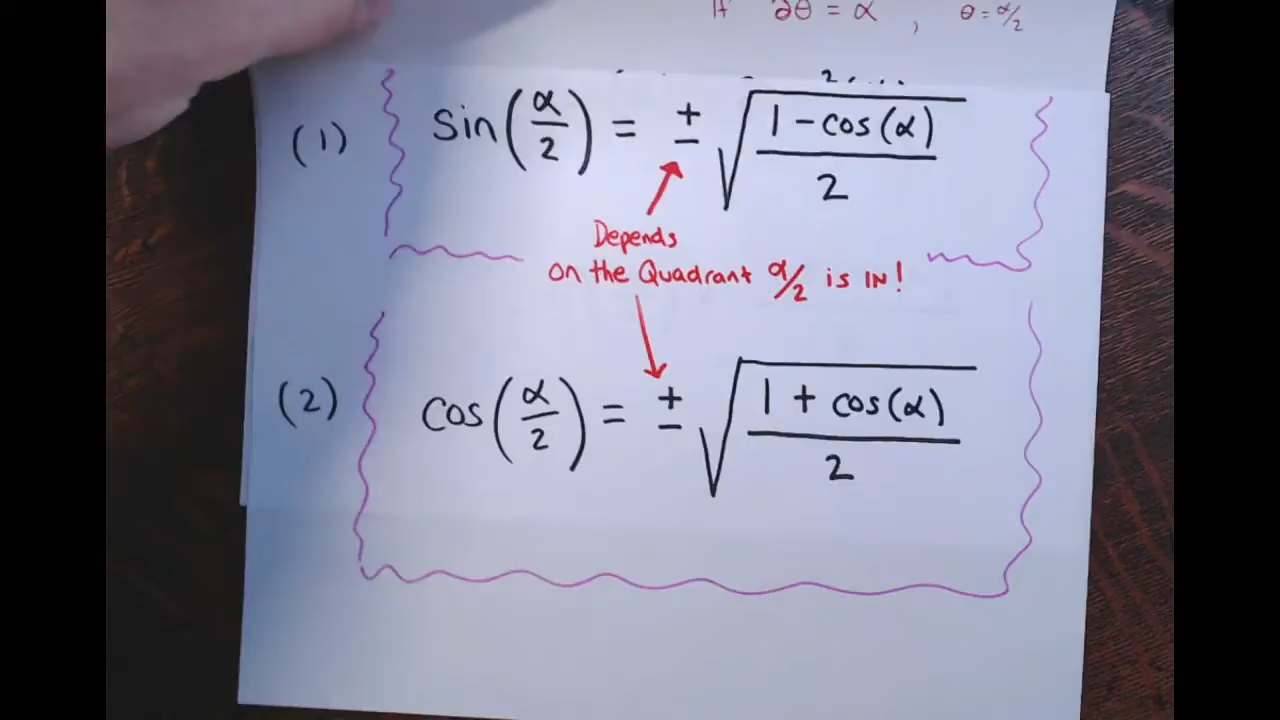 If 2θ = α , θ = α/2
(1) sin(α/2) = ± √((1 - cos(α))/2)
Depends
on the Quadrant α/2 is IN!
(2) cos(α/2) = ± √((1 + cos(α))/2)